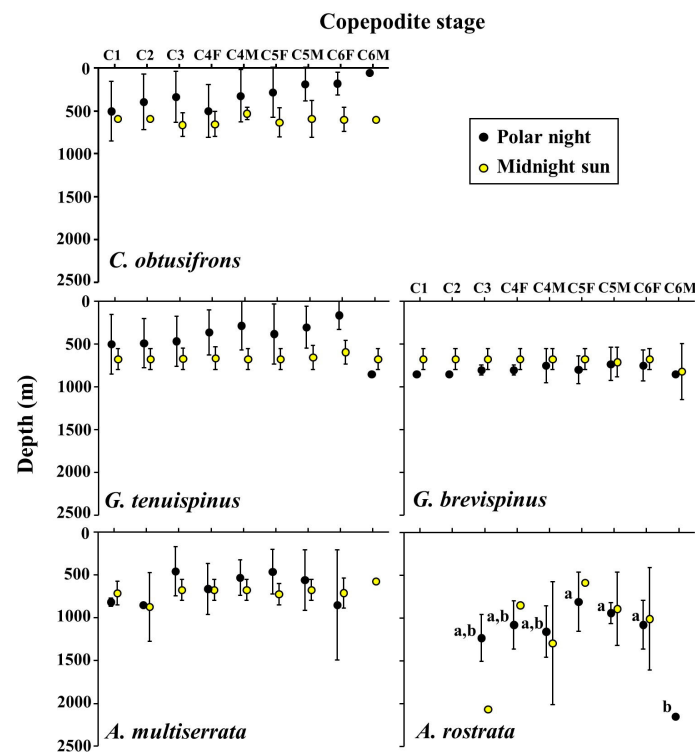 Copepodite stage
C1 C2 C3 C4F C4M C5F C5M C6F C6M
0
500
1000
1500
2000
2500
C. obtusifrons
Polar night
Midnight sun
Depth (m)
0
500
1000
1500
2000
2500
G. tenuispinus
C1 C2 C3 C4F C4M C5F C5M C6F C6M
G. brevispinus
0
500
1000
1500
2000
2500
A. multiserrata
a,b a,b a,b a a a b
A. rostrata